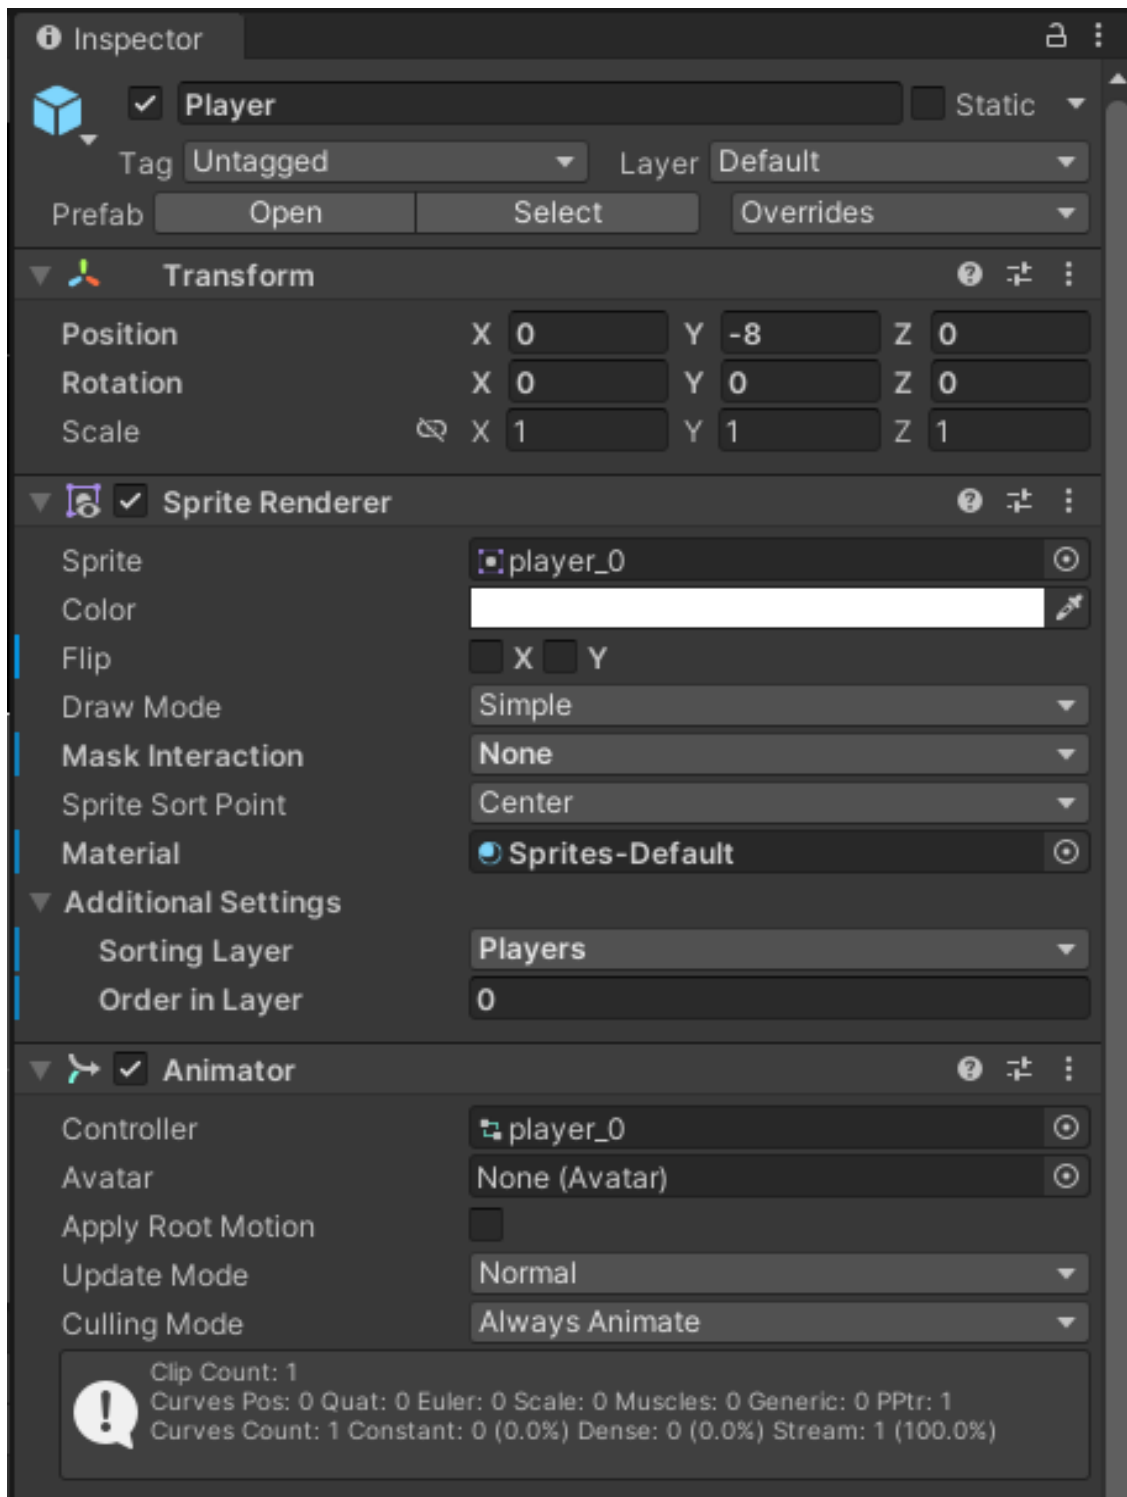 Inspector
Player Static
Tag Untagged Layer Default
Prefab Open Select Overrides
Transform
Position X 0 Y -8 Z 0
Rotation X 0 Y 0 Z 0
Scale X 1 Y 1 Z 1
Sprite Renderer
Sprite player_0
Color
Flip X Y
Draw Mode Simple
Mask Interaction None
Sprite Sort Point Center
Material Sprites-Default
Additional Settings
Sorting Layer Players
Order in Layer 0
Animator
Controller player_0
Avatar None (Avatar)
Apply Root Motion
Update Mode Normal
Culling Mode Always Animate
Clip Count: 1
Curves Pos: 0 Quat: 0 Euler: 0 Scale: 0 Muscles: 0 Generic: 0 PPtr: 1
Curves Count: 1 Constant: 0 (0.0%) Dense: 0 (0.0%) Stream: 1 (100.0%)